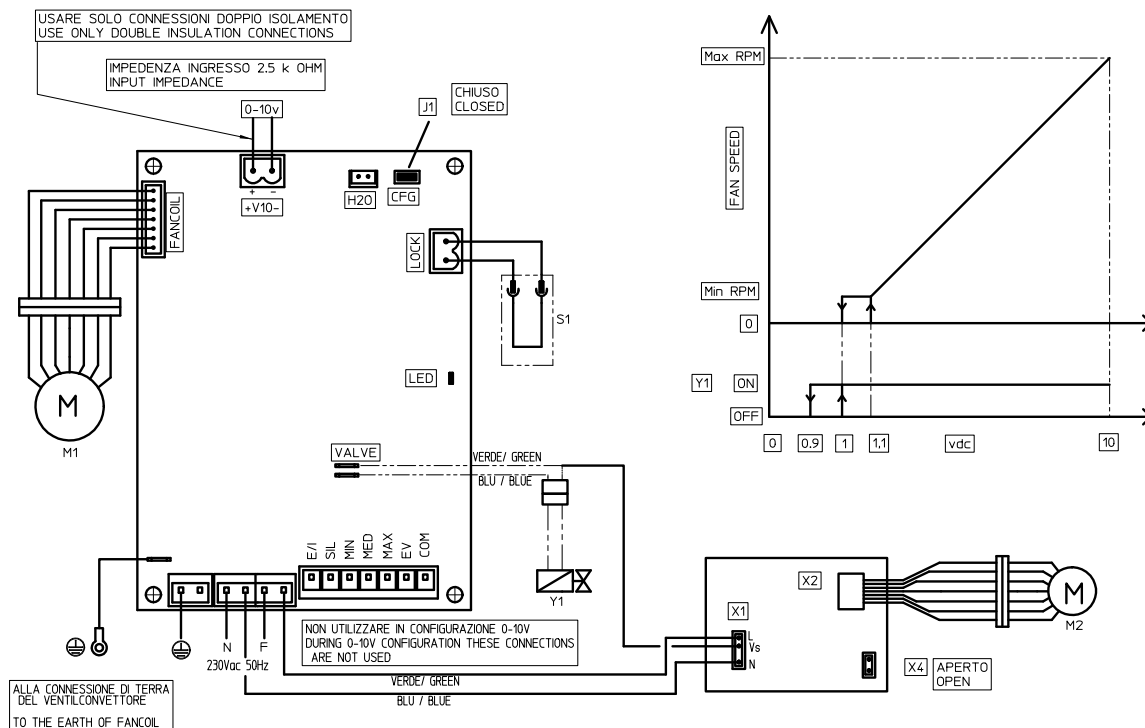 USARE SOLO CONNESSIONI DOPPIO ISOLAMENTO
USE ONLY DOUBLE INSULATION CONNECTIONS
IMPEDENZA INGRESSO 2.5 k OHM
INPUT IMPEDANCE
0-10v
J1
CHIUSO
CLOSED
+ -
+V10-
H2O
CFG
FANCOIL
LOCK
S1
LED
M
M1
VALVE
VERDE/ GREEN
BLU / BLUE
Y1
E/I
SIL
MIN
MED
MAX
EV
COM
N
F
230Vac 50Hz
NON UTILIZZARE IN CONFIGURAZIONE 0-10V
DURING 0-10V CONFIGURATION THESE CONNECTIONS
ARE NOT USED
VERDE/ GREEN
BLU / BLUE
ALLA CONNESSIONE DI TERRA
DEL VENTILCONVETTORE
TO THE EARTH OF FANCOIL
Max RPM
FAN SPEED
Min RPM
0
Y1
ON
OFF
0
0.9
1
1,1
vdc
10
X2
X1
L
Vs
N
M
M2
X4
APERTO
OPEN